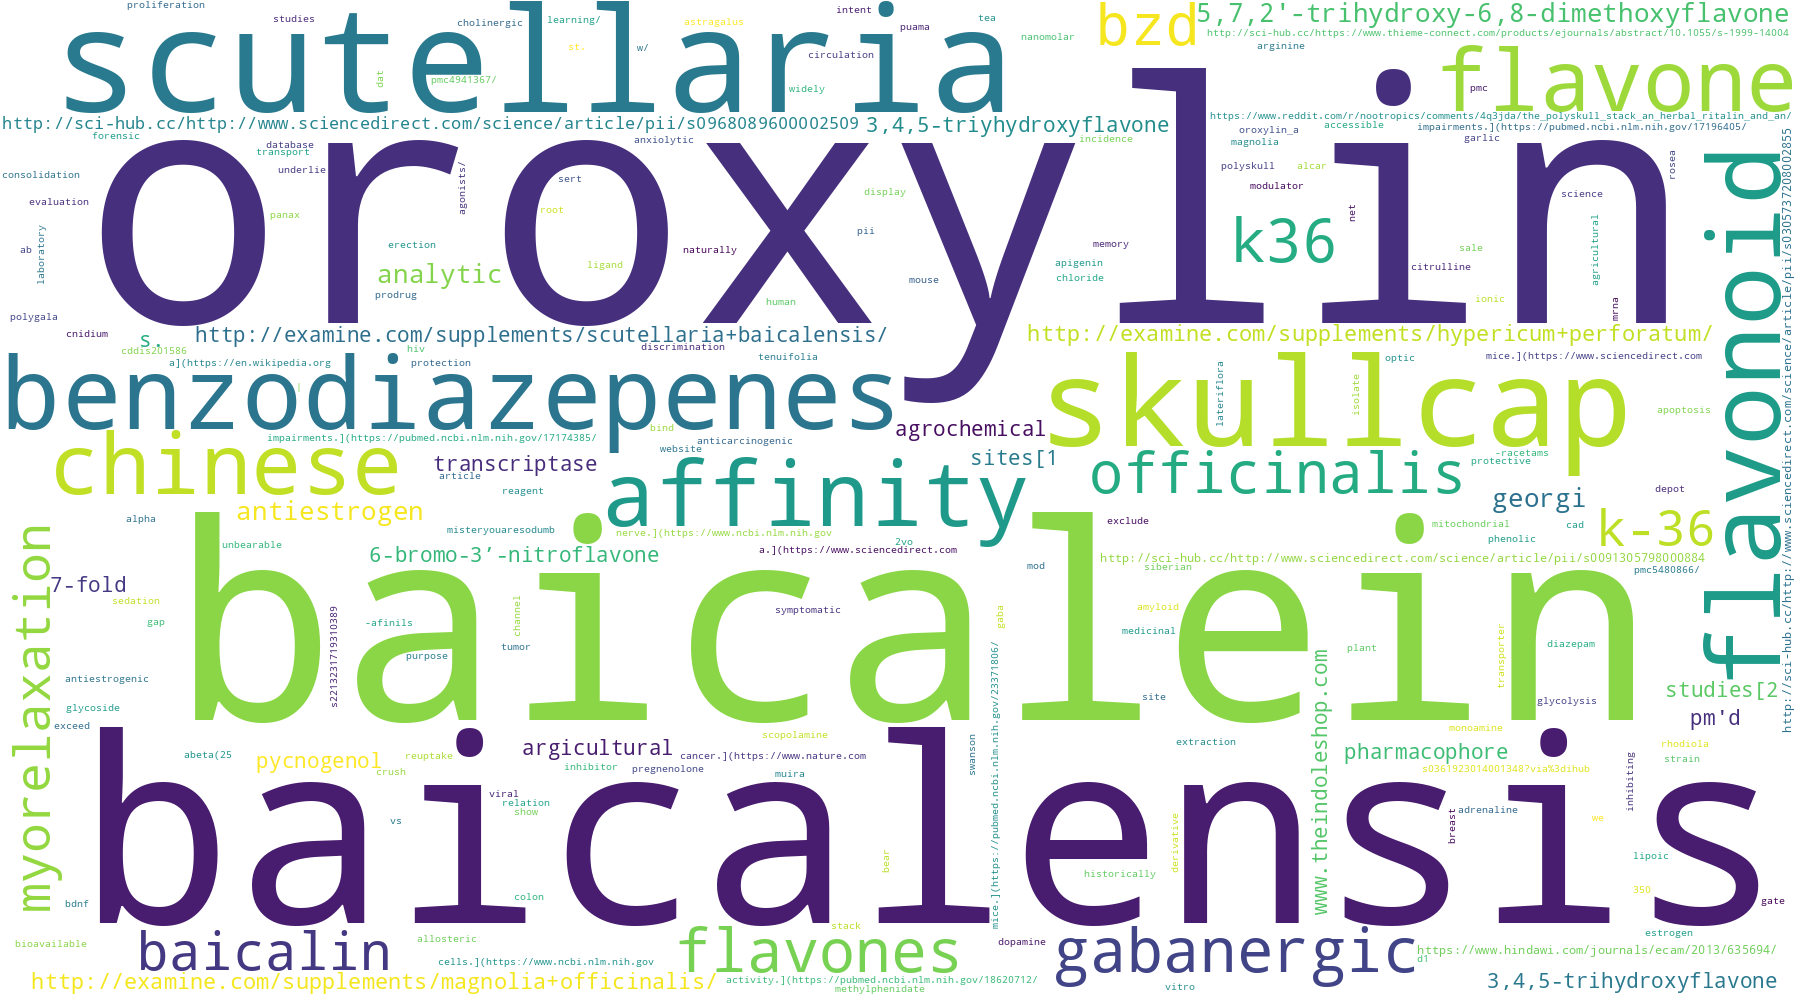 proliferation
studies
cholinergic
learning/
astragalus
intent
puama
tea
nanomolar
scutellaria
bzd
5,7,2'-trihydroxy-6,8-dimethoxyflavone
http://sci-hub.cc/https://www.thieme-connect.com/products/ejournals/abstract/10.1055/s-1999-14004
st.
w/
circulation
arginine
dat
pmc4941367/
widely
flavone
pmc
http://sci-hub.cc/http://www.sciencedirect.com/science/article/pii/s0968089600002509
3,4,5-triyhydroxyflavone
https://www.reddit.com/r/nootropics/comments/4q3jda/the_polyskull_stack_an_herbal_ritalin_and_an/
forensic
database
anxiolytic
incidence
oroxylin_a
accessible
impairments.](https://pubmed.ncbi.nlm.nih.gov/17196405/
transport
magnolia
garlic
oroxylin
consolidation
underlie
agonists/
sert
display
polyskull
alcar
rosea
modulator
science
evaluation
panax
root
net
flavonoid
http://sci-hub.cc/http://www.sciencedirect.com/science/article/pii/s0305737208002855
ab
laboratory
erection
naturally
pii
memory
k36
sale
agricultural
analytic
ligand
mouse
apigenin
chloride
citrulline
prodrug
human
ionic
mrna
polygala
cnidium
s.
http://examine.com/supplements/scutellaria+baicalensis/
http://examine.com/supplements/hypericum+perforatum/
cddis201586
hiv
discrimination
tenuifolia
a](https://en.wikipedia.org
protection
optic
mice.](https://www.sciencedirect.com
benzodiazepenes
skullcap
lateriflora
isolate
apoptosis
chinese
impairments.](https://pubmed.ncbi.nlm.nih.gov/17174385/
bind
anticarcinogenic
agrochemical
website
transcriptase
affinity
sites[1
officinalis
-racetams
protective
article
reagent
georgi
depot
antiestrogen
alpha
misteryouaresodumb
nerve.](https://www.ncbi.nlm.nih.gov
2vo
exclude
mitochondrial
cad
k-36
phenolic
myorelaxation
unbearable
6-bromo-3’-nitroflavone
a.](https://www.sciencedirect.com
http://sci-hub.cc/http://www.sciencedirect.com/science/article/pii/s0091305798000884
mod
siberian
pmc5480866/
7-fold
baicalein
sedation
gap
s2213231719310389
-afinils
channel
symptomatic
gaba
amyloid
medicinal
tumor
purpose
diazepam
plant
www.theindoleshop.com
transporter
antiestrogenic
glycoside
mice.](https://pubmed.ncbi.nlm.nih.gov/23371806/
site
glycolysis
studies[2
exceed
scopolamine
monoamine
pm'd
abeta(25
pycnogenol
reuptake
argicultural
cancer.](https://www.nature.com
swanson
extraction
pharmacophore
rhodiola
strain
crush
inhibitor
pregnenolone
muira
s0361923014001348?via%3dihub
inhibiting
baicalensis
viral
relation
show
adrenaline
vs
derivative
breast
we
bear
historically
lipoic
colon
350
bdnf
gate
bioavailable
baicalin
allosteric
stack
flavones
dopamine
gabanergic
estrogen
https://www.hindawi.com/journals/ecam/2013/635694/
cells.](https://www.ncbi.nlm.nih.gov
d1
http://examine.com/supplements/magnolia+officinalis/
activity.](https://pubmed.ncbi.nlm.nih.gov/18620712/
methylphenidate
vitro
3,4,5-trihydroxyflavone